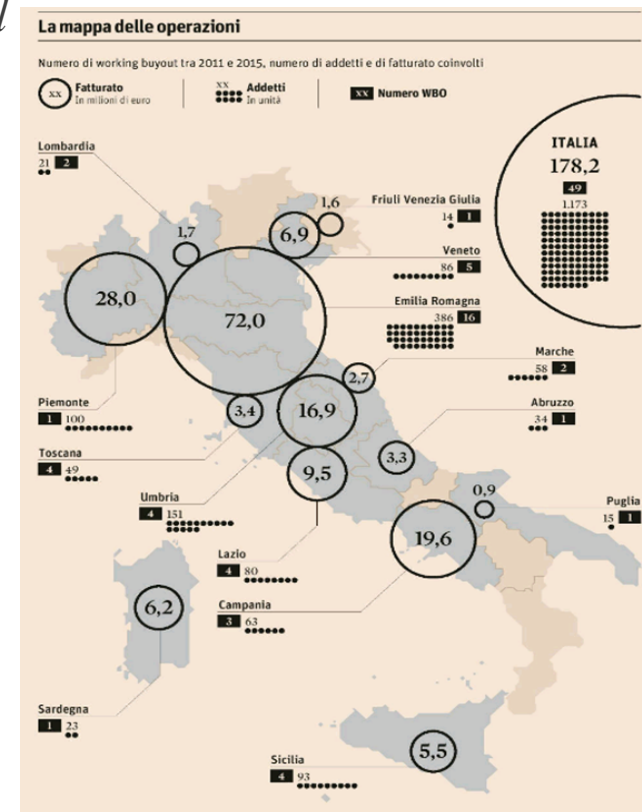 l
La mappa delle operazioni
Numero di working buyout tra 2011 e 2015, numero di addetti e di fatturato coinvolti
xx Fatturato
In milioni di euro
xx Addetti
In unità
xx Numero WBO
ITALIA
178,2
49
1.173
Lombardia
21 2
1,7
1,6
Friuli Venezia Giulia
14 1
6,9
Veneto
86 5
28,0
72,0
Emilia Romagna
386 16
Marche
58 2
2,7
Piemonte
1 100
3,4
16,9
Abruzzo
34 1
Toscana
4 49
9,5
3,3
Umbria
4 151
0,9
Puglia
15 1
19,6
Lazio
4 80
Campania
3 63
6,2
Sardegna
1 23
5,5
Sicilia
4 93